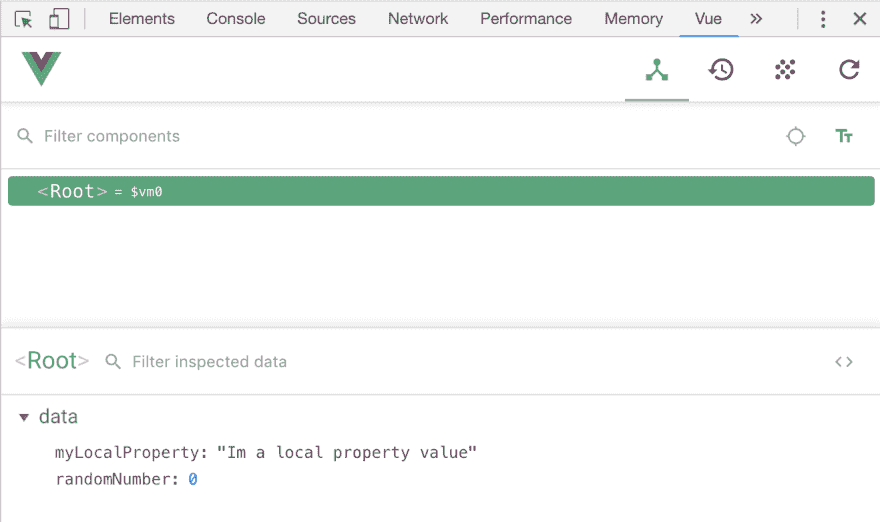 Elements Console Sources Network Performance Memory Vue »
Filter components
<Root> = $vm0
<Root> Filter inspected data < >
data
myLocalProperty: "Im a local property value"
randomNumber: 0